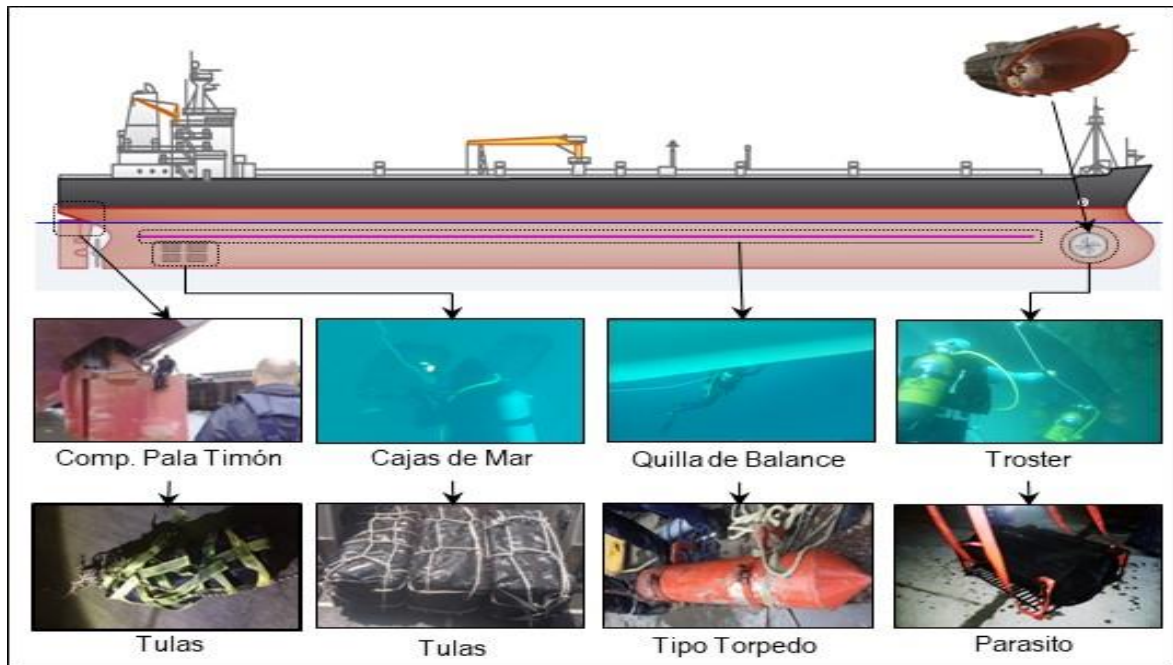 Comp. Pala Timón
Cajas de Mar
Quilla de Balance
Troster
Tulas
Tulas
Tipo Torpedo
Parasito